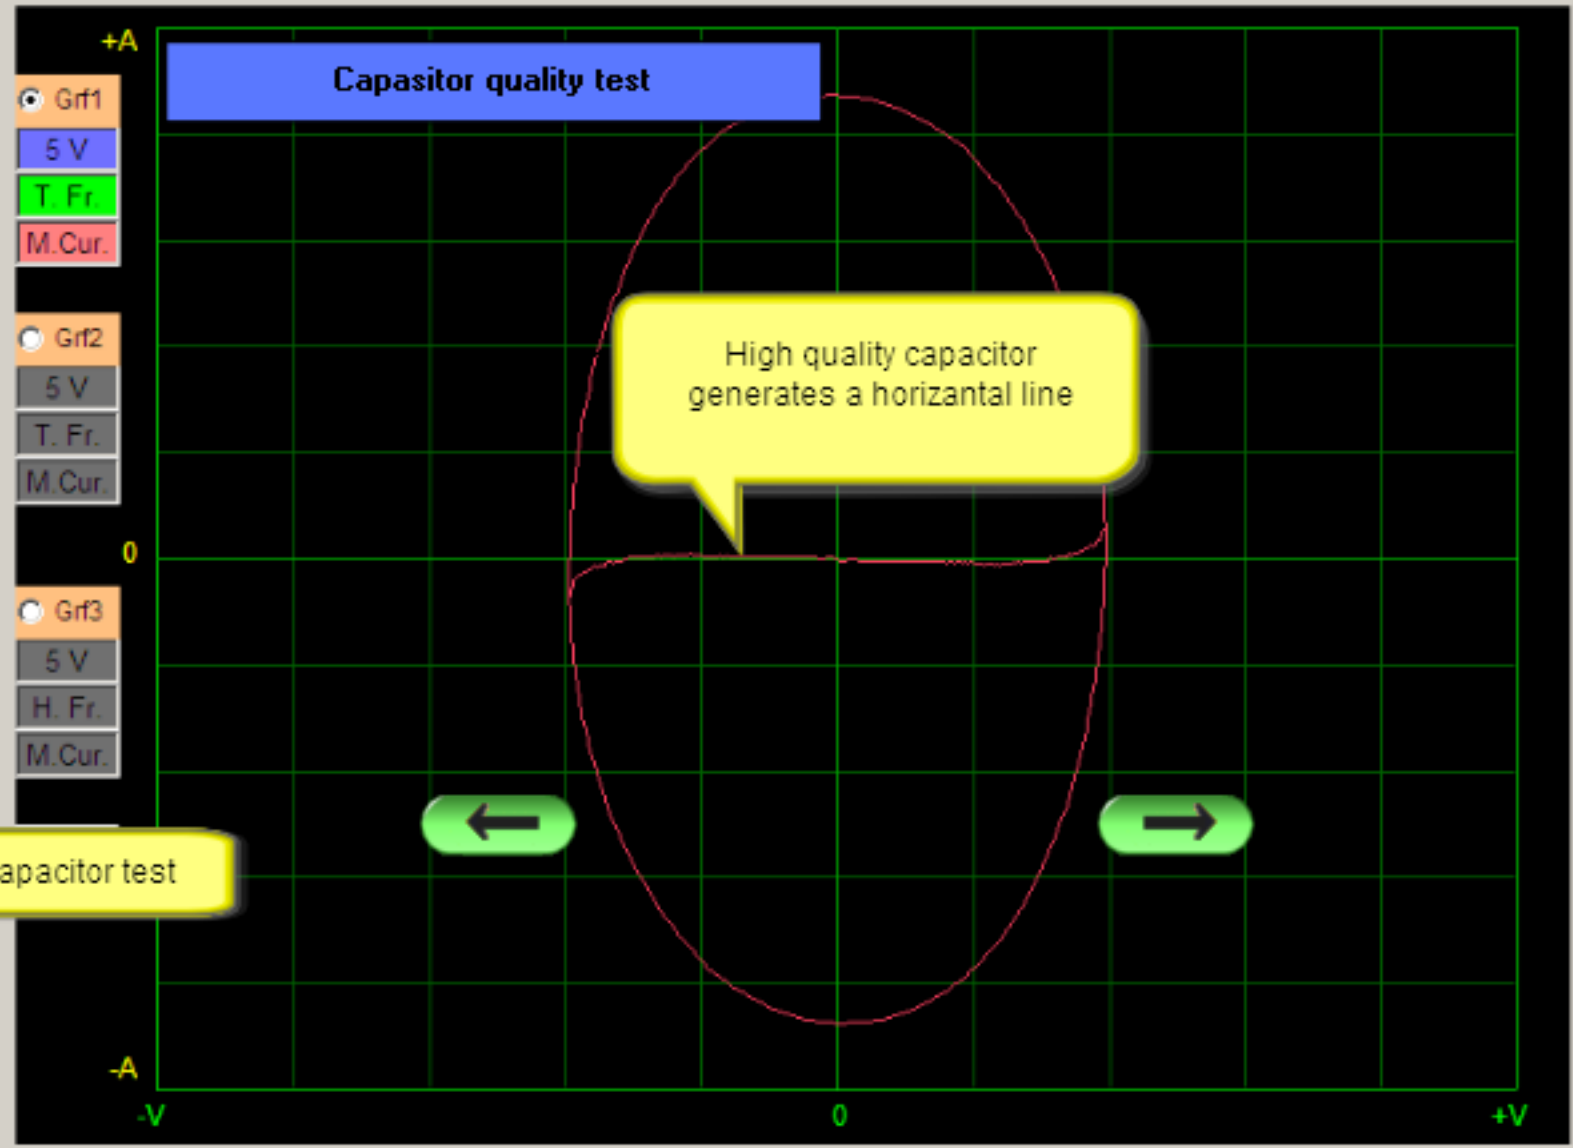 +A
Capasitor quality test
Grf1
5 V
T. Fr.
M.Cur.
Grf2
5 V
T. Fr.
M.Cur.
High quality capacitor
generates a horizantal line
0
Grf3
5 V
H. Fr.
M.Cur.
apacitor test
-A
-V
0
+V